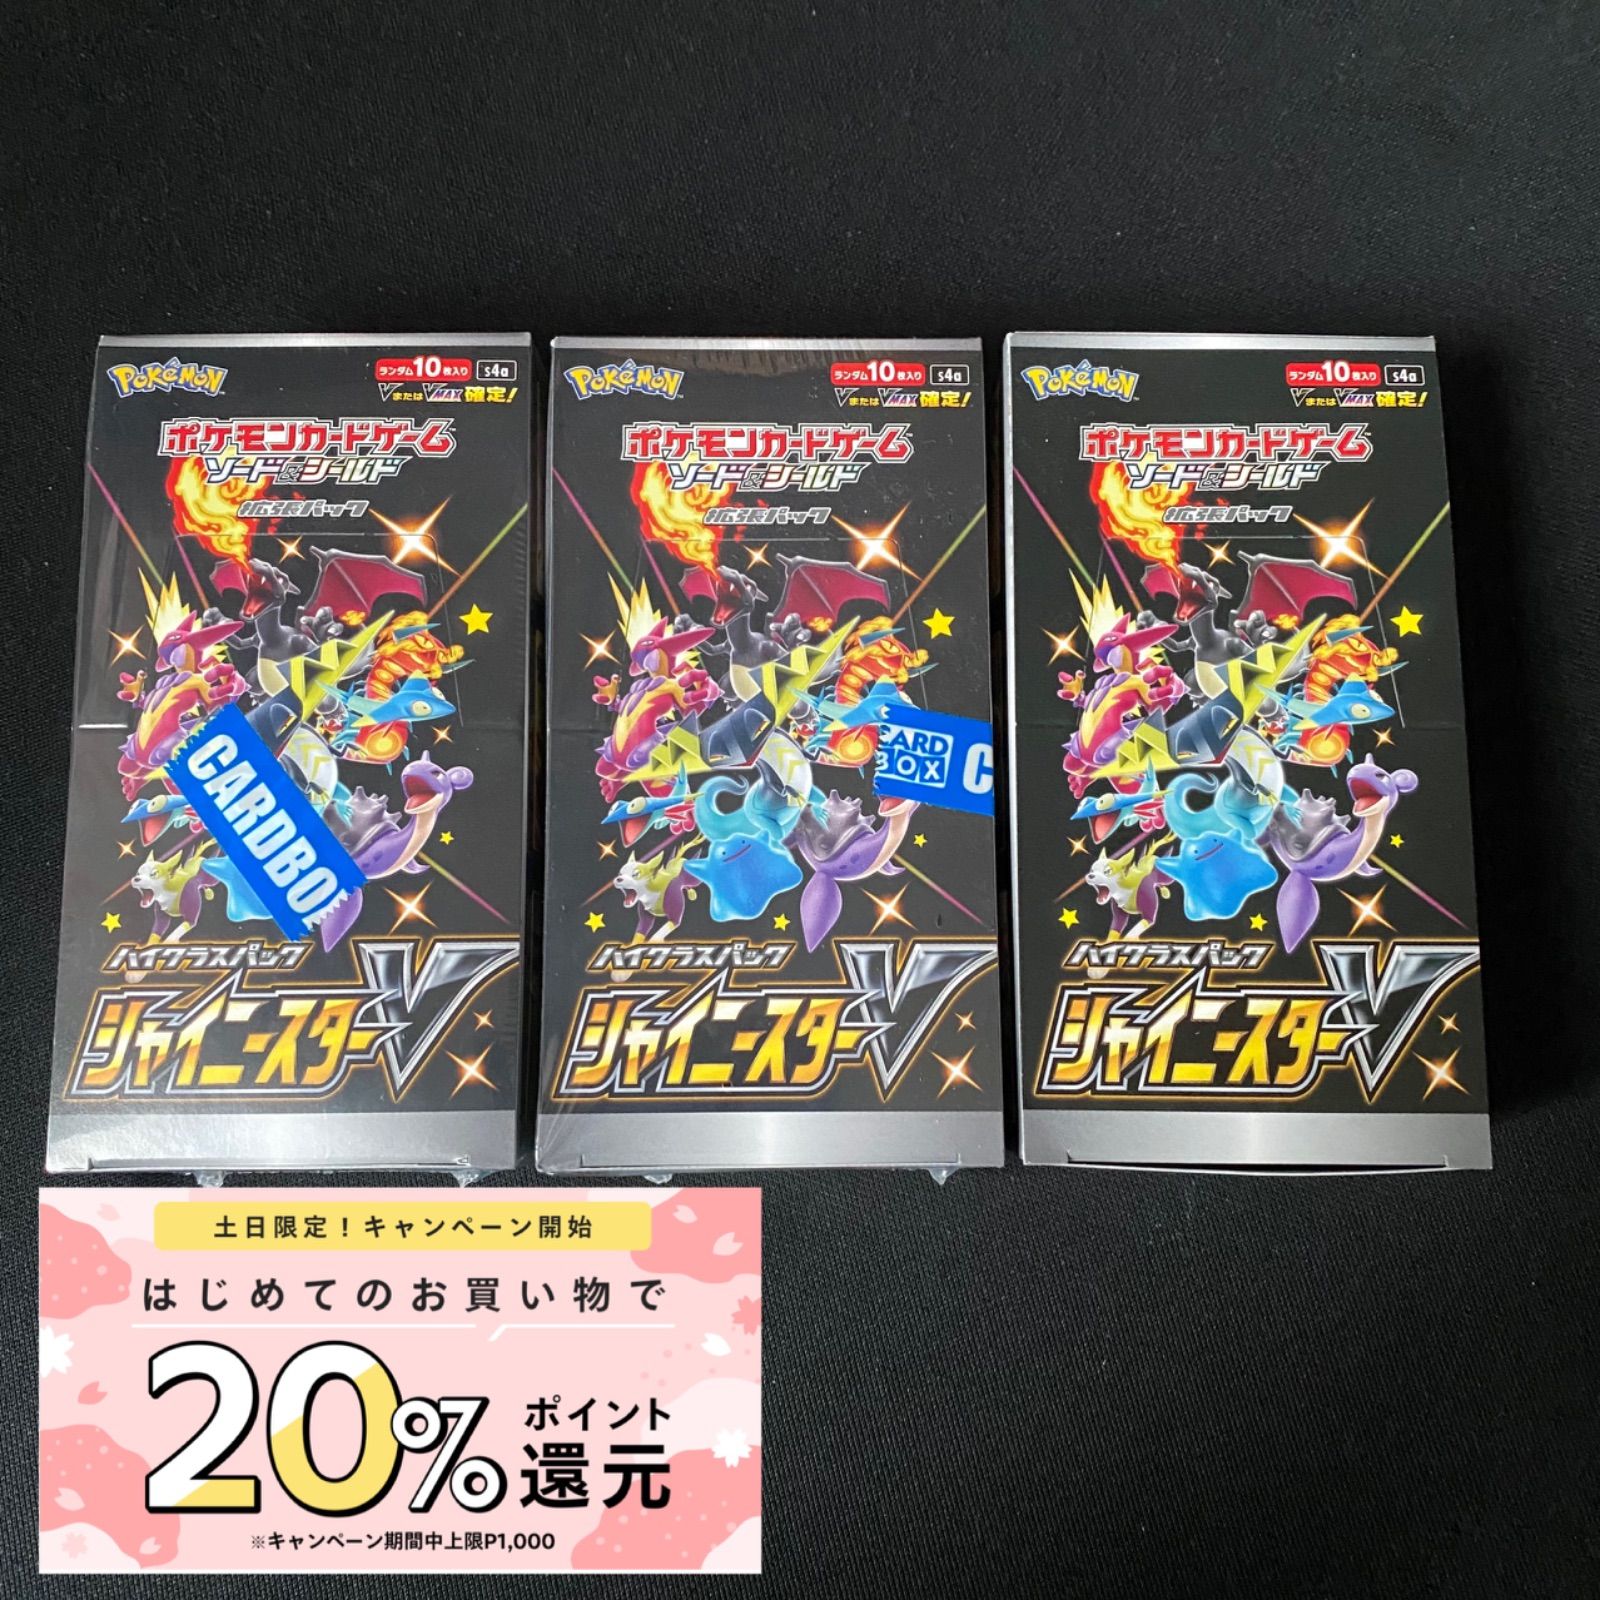 Pokémon
ランダム10枚入り s4a
VまたはVMAX確定!
ポケモンカードゲーム
ソード&シールド
拡張パック
CARDBO
ハイクラスパック
シャイニースターV
Pokémon
ランダム10枚入り s4a
VまたはVMAX確定!
ポケモンカードゲーム
ソード&シールド
拡張パック
CARD
BOX C
ハイクラスパック
シャイニースターV
Pokémon
ランダム10枚入り s4a
VまたはVMAX確定!
ポケモンカードゲーム
ソード&シールド
拡張パック
ハイクラスパック
シャイニースターV
土日限定!キャンペーン開始
はじめてのお買い物で
20%ポイント還元
※キャンペーン期間中上限P1,000